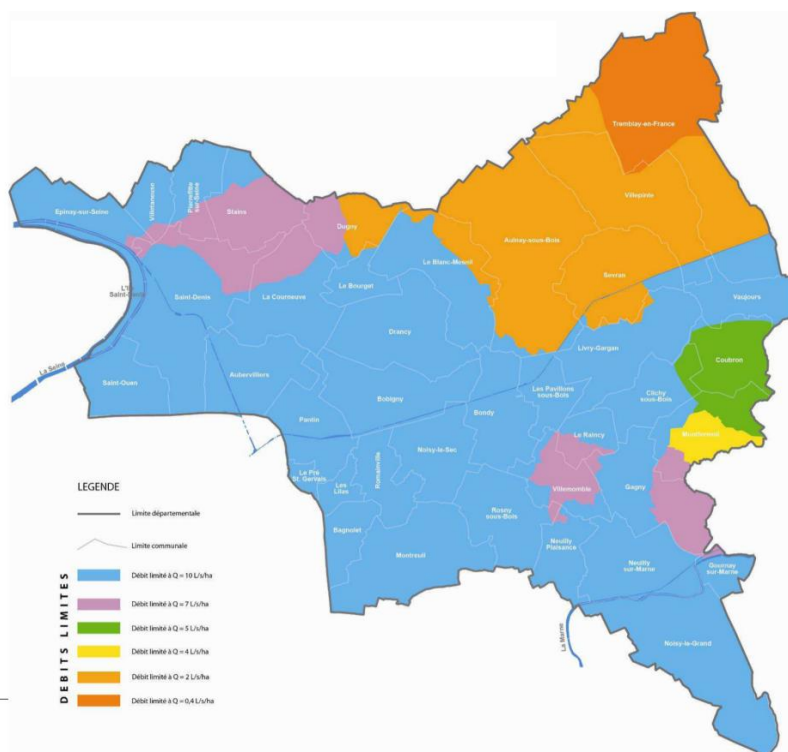 Tremblay-en-France
Villepinte
Epinay-sur-Seine
Villetaneuse
Pierrefitte
sur-Seine
Stains
Dugny
Aulnay-sous-Bois
Le Blanc-Mesnil
Sevran
L'Ile
Saint-Denis
Saint-Denis
La Courneuve
Le Bourget
Vaujours
Drancy
Livry-Gargan
Coubron
La Seine
Saint-Ouen
Aubervilliers
Bobigny
Les Pavillons
sous-Bois
Clichy
sous-Bois
Pantin
Bondy
Noisy-le-Sec
Le Raincy
Montfermeil
Le Pré
St. Gervais
Les
Lilas
Romainville
Villemomble
Gagny
Rosny
sous-Bois
Bagnolet
Montreuil
Neuilly
Plaisance
Neuilly
sur-Marne
Gournay
sur-Marne
La Marne
Noisy-le-Grand
LEGENDE
Limite départementale
Limite communale
DEBITS LIMITES
Débit limité à Q = 10 L/s/ha
Débit limité à Q = 7 L/s/ha
Débit limité à Q = 5 L/s/ha
Débit limité à Q = 4 L/s/ha
Débit limité à Q = 2 L/s/ha
Débit limité à Q = 0,4 L/s/ha